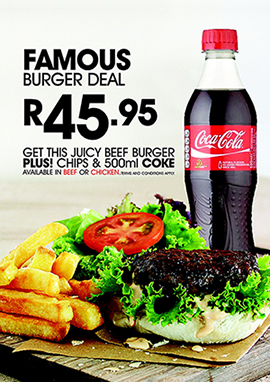 FAMOUS
BURGER DEAL
R45.95
GET THIS JUICY BEEF BURGER
PLUS! CHIPS & 500ml COKE
AVAILABLE IN BEEF OR CHICKEN. TERMS AND CONDITIONS APPLY.
Coca-Cola